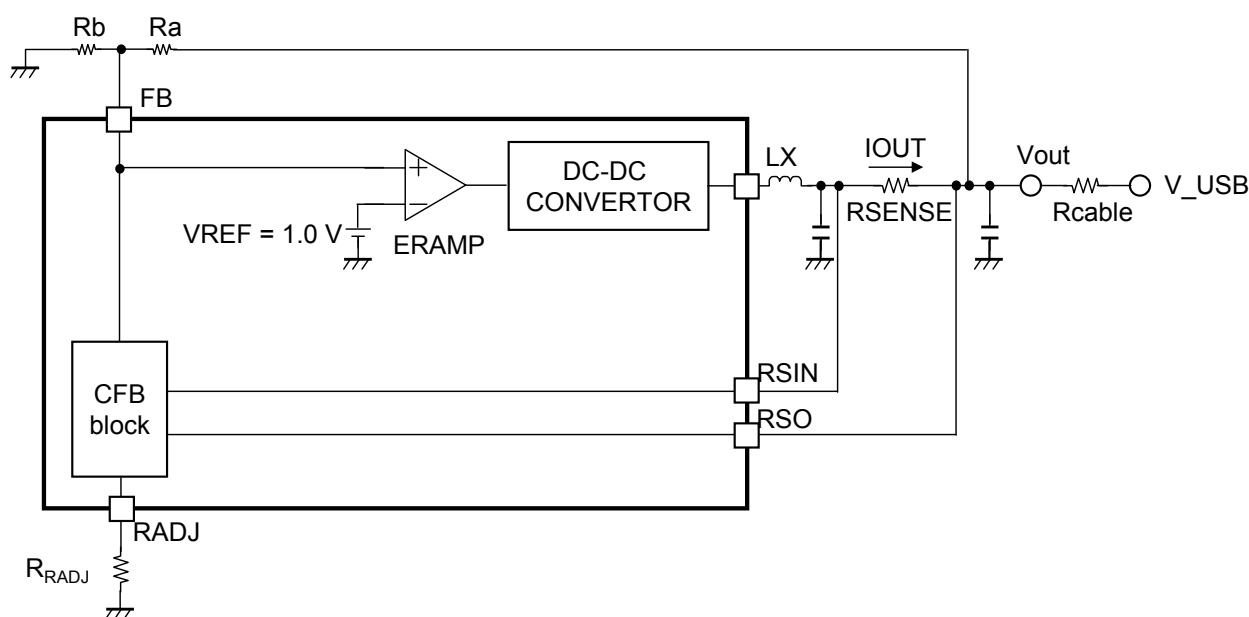 Rb
Ra
FB
LX
IOUT
Vout
V_USB
DC-DC
CONVERTOR
RSENSE
Rcable
+
−
VREF = 1.0 V
ERAMP
RSIN
CFB
block
RSO
RADJ
RRADJ